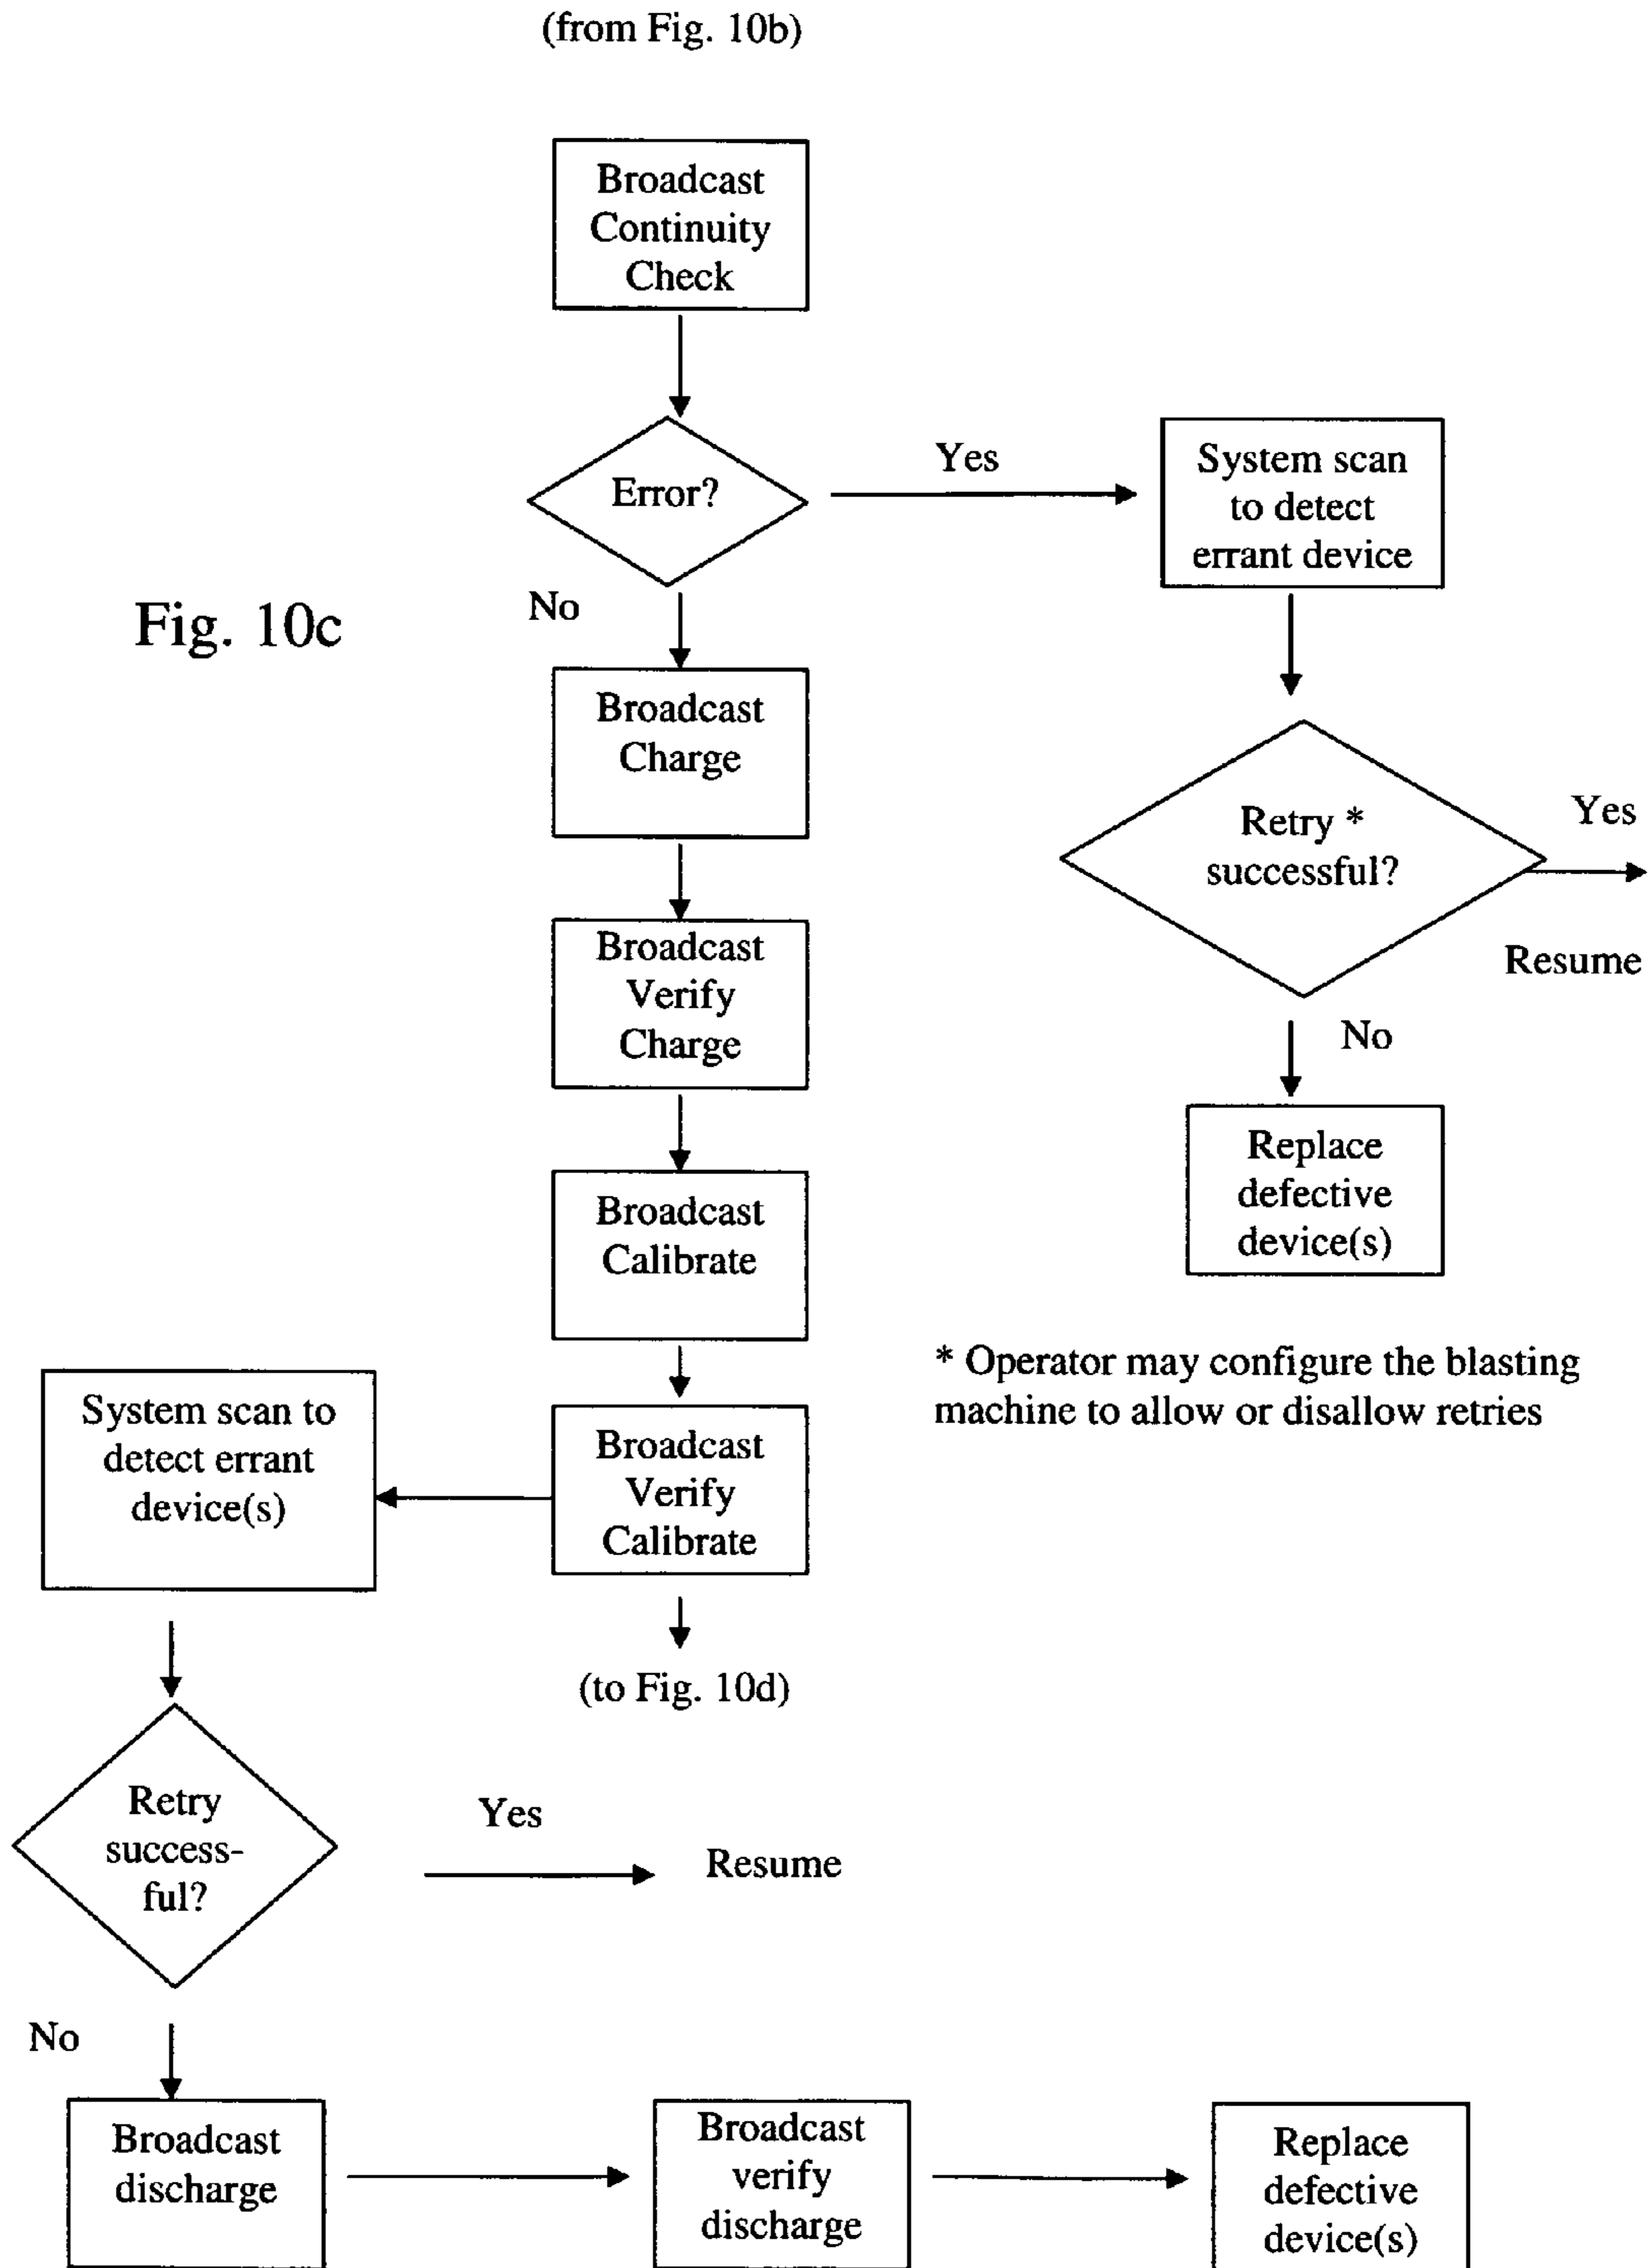 (from Fig. 10b)
Broadcast
Continuity
Check
Error?
Yes
System scan
to detect
errant device
No
Fig. 10c
Broadcast
Charge
Retry *
successful?
Yes
Resume
Broadcast
Verify
Charge
No
Replace
defective
device(s)
Broadcast
Calibrate
* Operator may configure the blasting
machine to allow or disallow retries
System scan to
detect errant
device(s)
Broadcast
Verify
Calibrate
(to Fig. 10d)
Retry
success-
ful?
Yes
Resume
No
Broadcast
discharge
Broadcast
verify
discharge
Replace
defective
device(s)